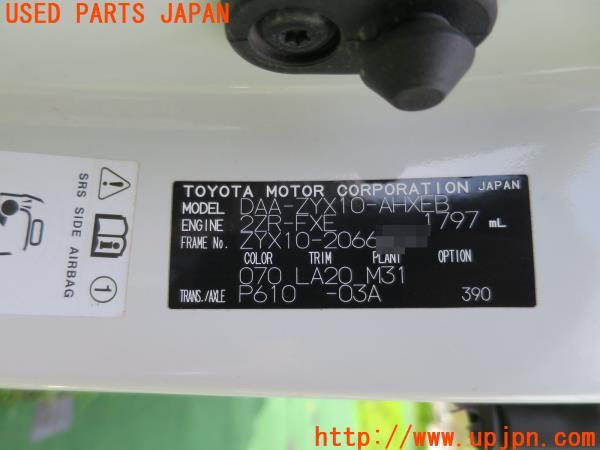 USED PARTS JAPAN
SRS SIDE AIRBAG
1
TOYOTA MOTOR CORPORATION JAPAN
MODEL DAA-ZYX10-AHXEB
ENGINE 2ZR-FXE 1797 mL
FRAME No. ZYX10-2066
COLOR TRIM PLANT OPTION
070 LA20 M31
TRANS./AXLE P610 -03A 390
http://www.upjpn.com/